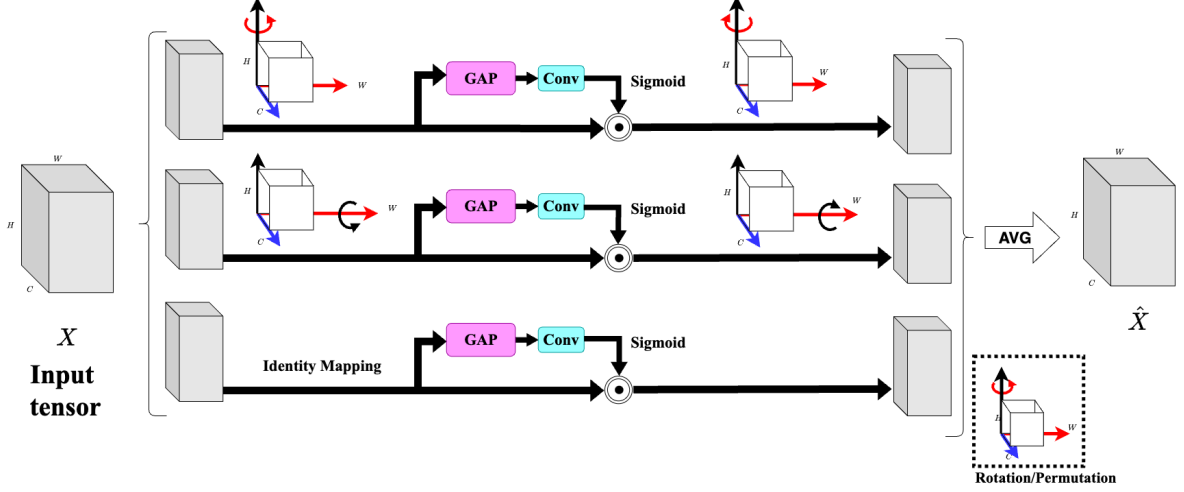 H
W
C
GAP
Conv
Sigmoid
H
W
C
W
H
C
X
Input
tensor
H
W
C
GAP
Conv
Sigmoid
H
W
C
Identity Mapping
GAP
Conv
Sigmoid
AVG
W
H
C
X̂
H
W
C
Rotation/Permutation